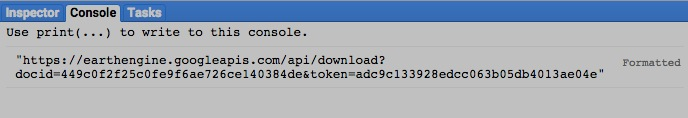 Inspector Console Tasks
Use print(...) to write to this console.
"https://earthengine.googleapis.com/api/download?
docid=449c0f2f25c0fe9f6ae726ce140384de&token=adc9c133928edcc063b05db4013ae04e"
Formatted